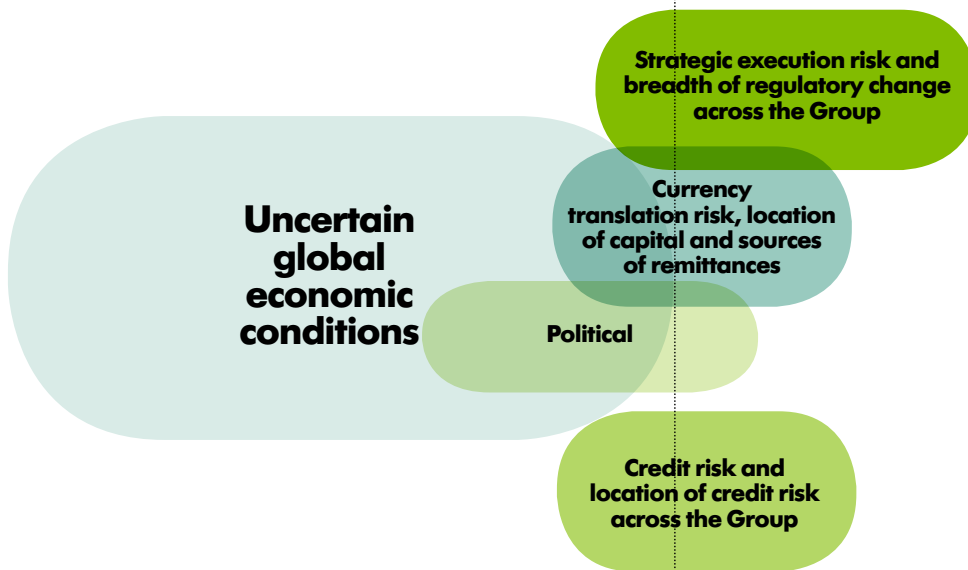 Strategic execution risk and
breadth of regulatory change
across the Group
Uncertain
global
economic
conditions
Currency
translation risk, location
of capital and sources
of remittances
Political
Credit risk and
location of credit risk
across the Group